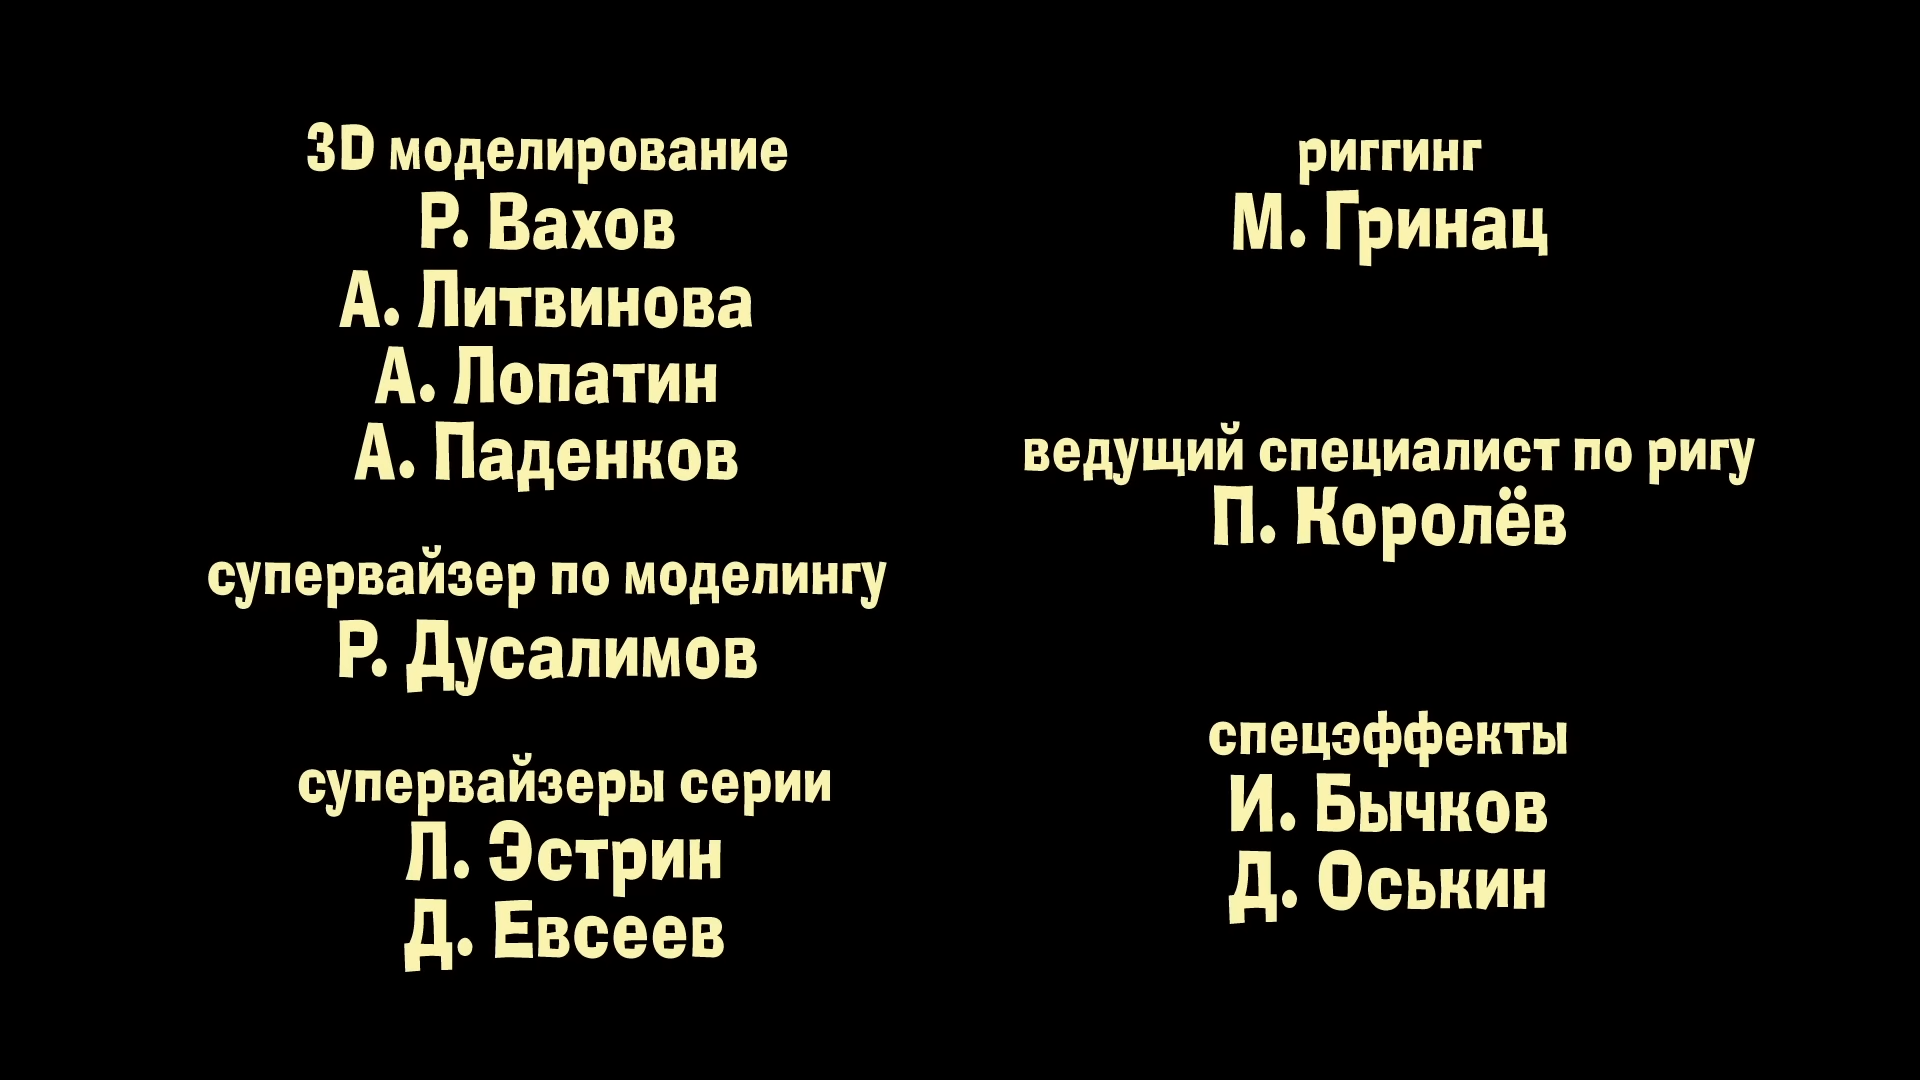 3D моделирование
Р. Вахов
А. Литвинова
А. Лопатин
А. Паденков
супервайзер по моделингу
Р. Дусалимов
супервайзеры серии
Л. Эстрин
Д. Евсеев
риггинг
М. Гринац
ведущий специалист по ригу
П. Королёв
спецэффекты
И. Бычков
Д. Оськин